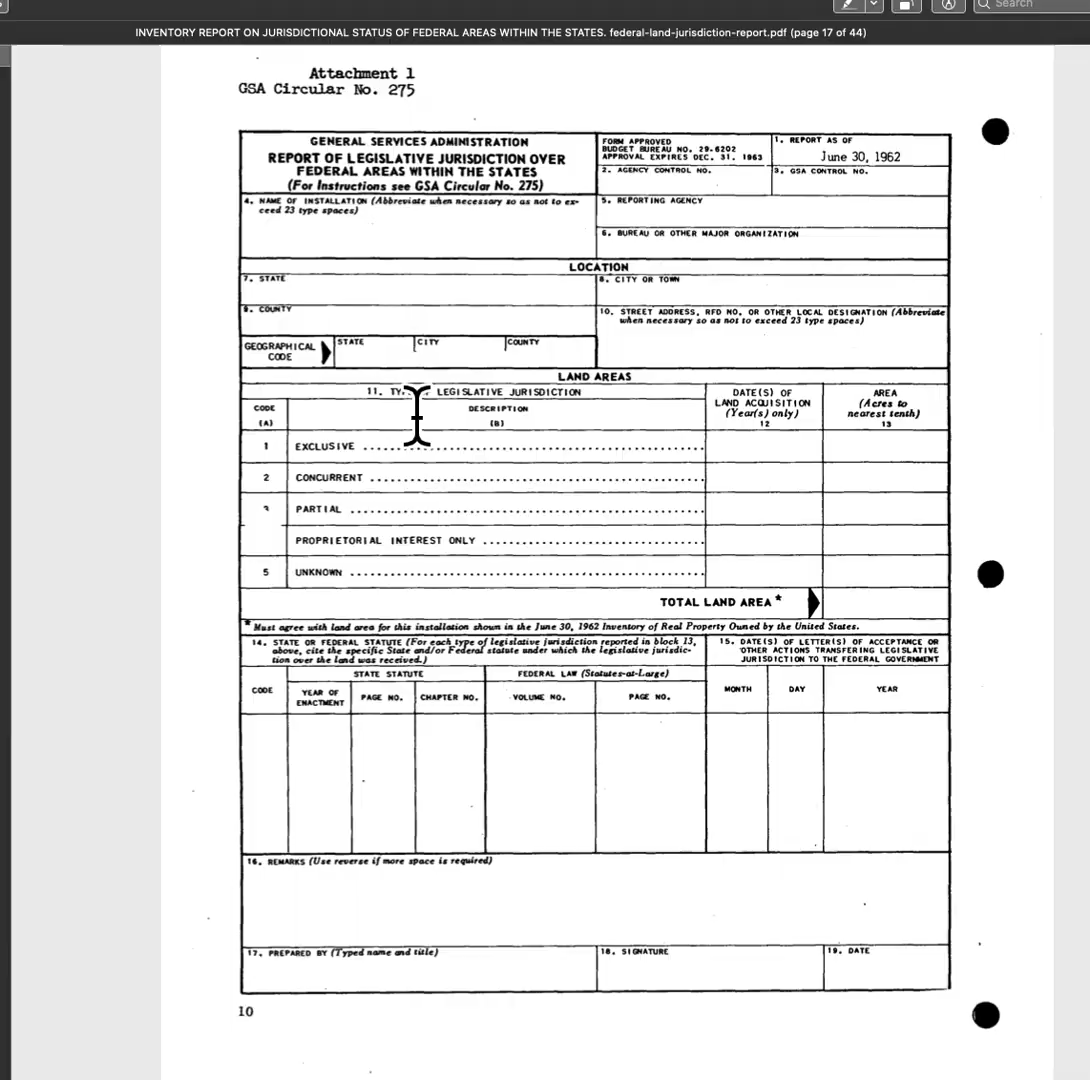 Search
INVENTORY REPORT ON JURISDICTIONAL STATUS OF FEDERAL AREAS WITHIN THE STATES. federal-land-jurisdiction-report.pdf (page 17 of 44)
Attachment 1
GSA Circular No. 275
GENERAL SERVICES ADMINISTRATION
REPORT OF LEGISLATIVE JURISDICTION OVER
FEDERAL AREAS WITHIN THE STATES
(For Instructions see GSA Circular No. 275)
FORM APPROVED
BUDGET BUREAU NO. 29-6202
APPROVAL EXPIRES DEC. 31. 1963
1. REPORT AS OF
June 30, 1962
2. AGENCY CONTROL NO.
3. GSA CONTROL NO.
4. NAME OF INSTALLATION (Abbreviate when necessary so as not to ex-
ceed 23 type spaces)
5. REPORTING AGENCY
6. BUREAU OR OTHER MAJOR ORGANIZATION
LOCATION
7. STATE
8. CITY OR TOWN
9. COUNTY
10. STREET ADDRESS, RFD NO. OR OTHER LOCAL DESIGNATION (Abbreviate
when necessary so as not to exceed 23 type spaces)
GEOGRAPHICAL
CODE
STATE
CITY
COUNTY
LAND AREAS
11. LEGISLATIVE JURISDICTION
CODE
(A)
DESCRIPTION
(B)
DATE(S) OF
LAND ACQUISITION
(Year(s) only)
12
AREA
(Acres to
nearest tenth)
13
1 EXCLUSIVE
2 CONCURRENT
3 PARTIAL
PROPRIETORIAL INTEREST ONLY
5 UNKNOWN
TOTAL LAND AREA *
* Must agree with land area for this installation shown in the June 30, 1962 Inventory of Real Property Owned by the United States.
14. STATE OR FEDERAL STATUTE (For each type of legislative jurisdiction reported in block 13,
above, cite the specific State and/or Federal statute under which the legislative jurisdic-
tion over the land was received.)
15. DATE(S) OF LETTER(S) OF ACCEPTANCE OR
OTHER ACTIONS TRANSFERING LEGISLATIVE
JURISDICTION TO THE FEDERAL GOVERNMENT
CODE
STATE STATUTE
FEDERAL LAW (Statutes-at-Large)
YEAR OF
ENACTMENT
PAGE NO.
CHAPTER NO.
VOLUME NO.
PAGE NO.
MONTH
DAY
YEAR
16. REMARKS (Use reverse if more space is required)
17. PREPARED BY (Typed name and title)
18. SIGNATURE
19. DATE
10